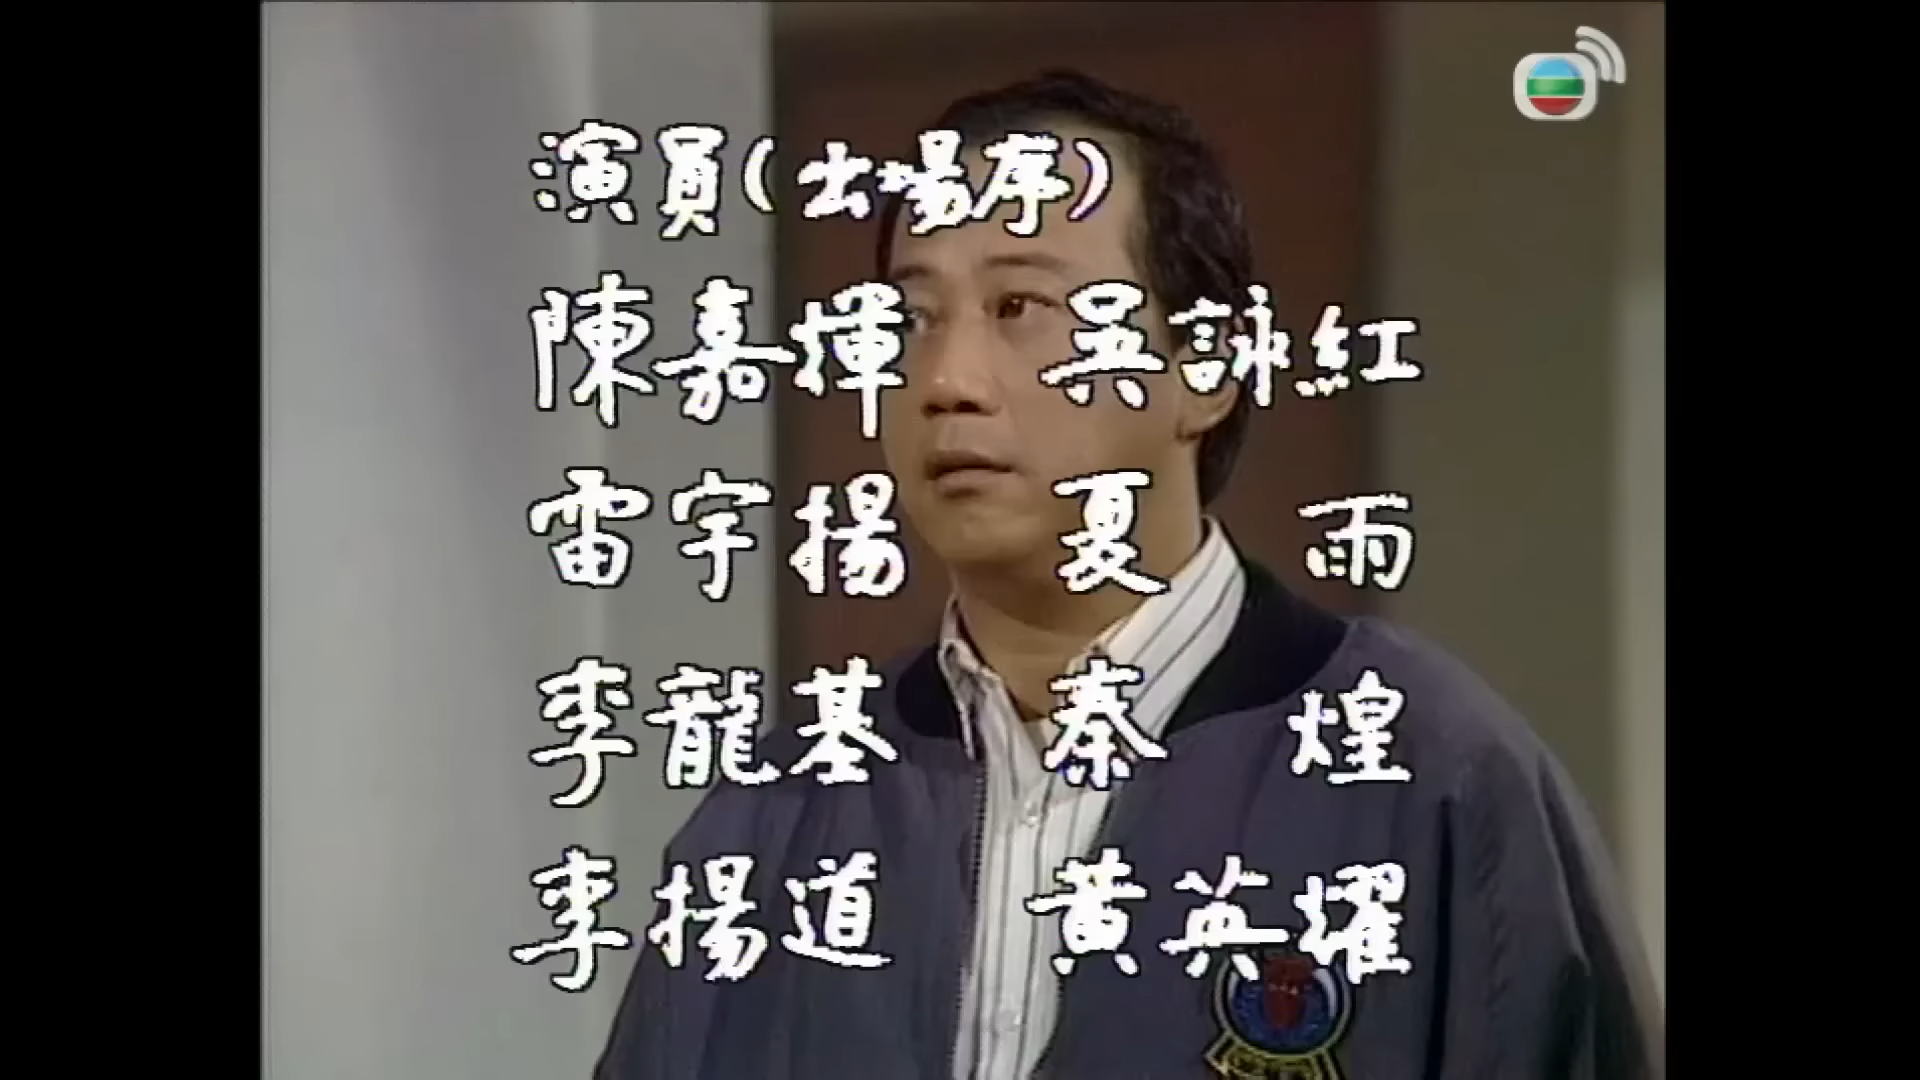 演員(出場序)
陳嘉輝 吳詠紅
雷宇揚 夏雨
李龍基 秦煌
李揚道 黃英耀